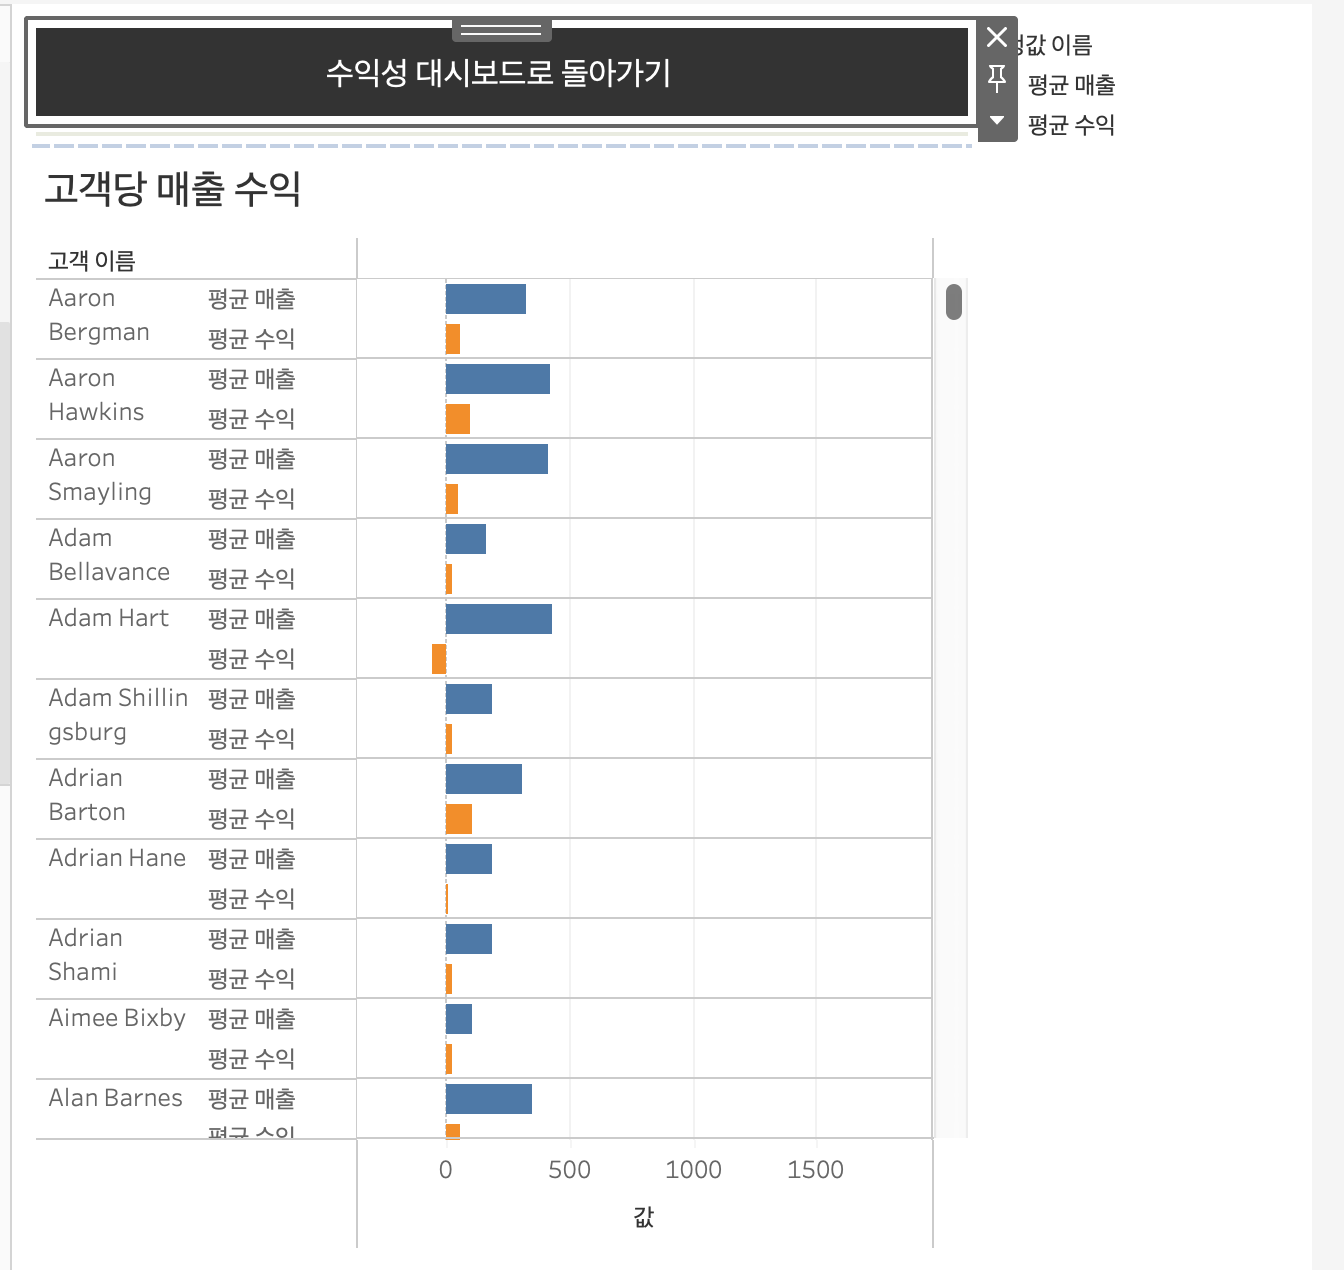 수익성 대시보드로 돌아가기
값 이름
평균 매출
평균 수익
고객당 매출 수익
고객 이름
Aaron
Bergman
평균 매출
평균 수익
Aaron
Hawkins
평균 매출
평균 수익
Aaron
Smayling
평균 매출
평균 수익
Adam
Bellavance
평균 매출
평균 수익
Adam Hart
평균 매출
평균 수익
Adam Shillin
gsburg
평균 매출
평균 수익
Adrian
Barton
평균 매출
평균 수익
Adrian Hane
평균 매출
평균 수익
Adrian
Shami
평균 매출
평균 수익
Aimee Bixby
평균 매출
평균 수익
Alan Barnes
평균 매출
평균 수익
0 500 1000 1500
값